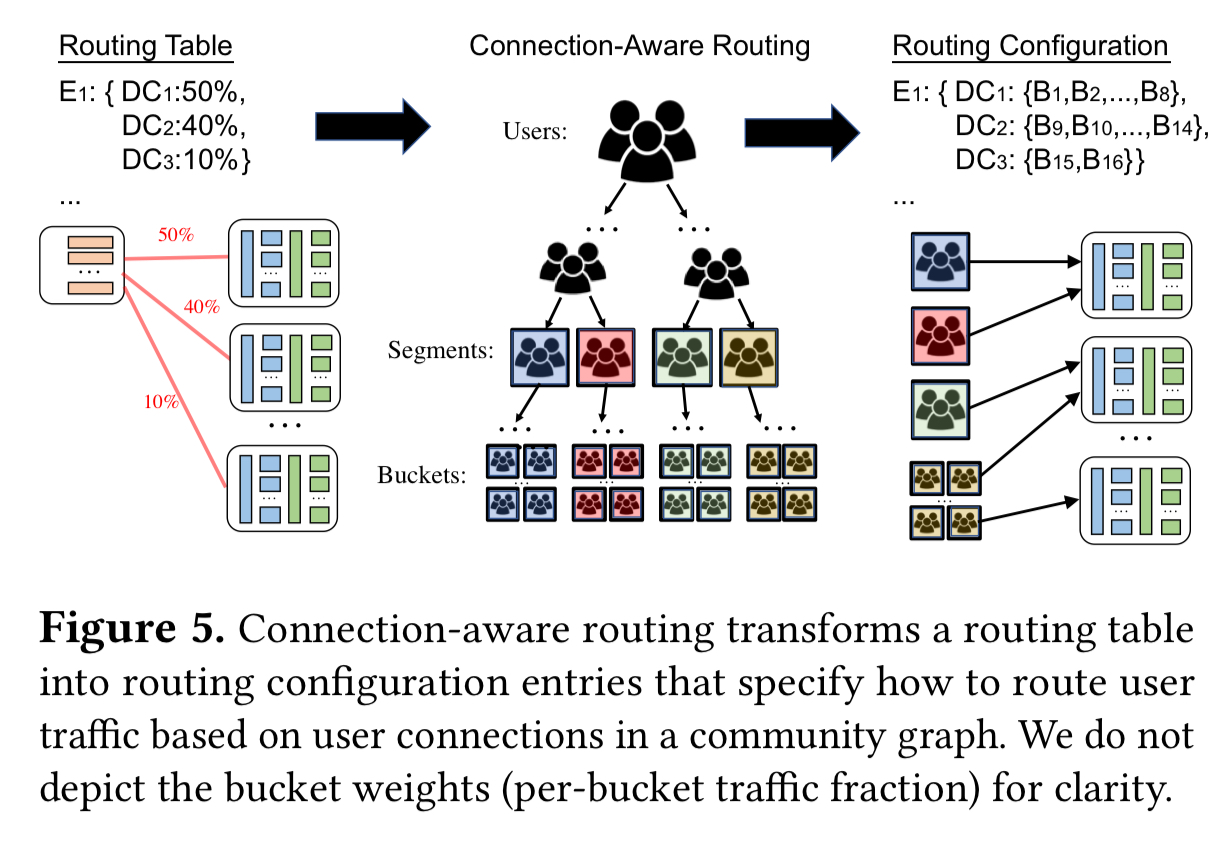 Routing Table
E1: { DC1:50%,
DC2:40%,
DC3:10%}
...
50%
40%
10%
...
Connection-Aware Routing
Users:
... ...
Segments:
... ... ... ...
Buckets:
... ... ... ...
Routing Configuration
E1: { DC1: {B1,B2,...,B8},
DC2: {B9,B10,...,B14},
DC3: {B15,B16}}
...
...
Figure 5. Connection-aware routing transforms a routing table
into routing configuration entries that specify how to route user
traffic based on user connections in a community graph. We do not
depict the bucket weights (per-bucket traffic fraction) for clarity.